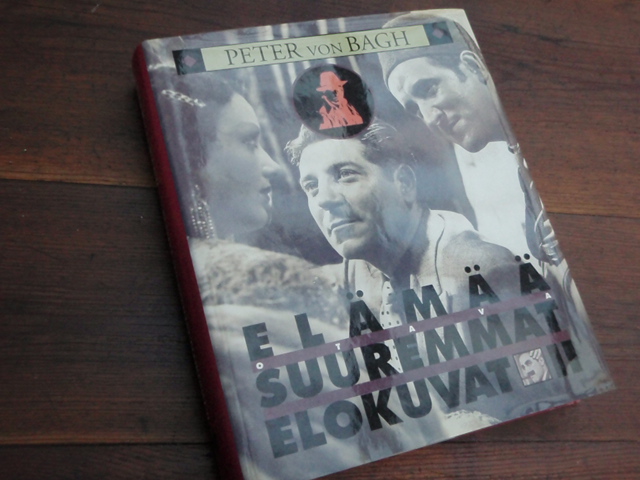 PETER VON BAGH
ELÄMÄÄ
OTAVA
SUUREMMAT
ELOKUVAT II